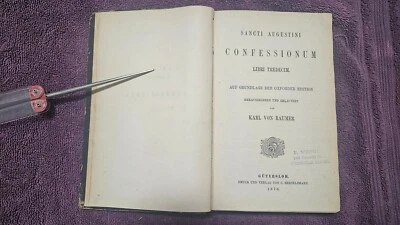 SANCTI AUGUSTINI
CONFESSIONUM
LIBRI TREDECIM.
AUF GRUNDLAGE DER OXFORDER EDITION
HERAUSGEGEBEN UND ERLÄUTERT
VON
KARL VON RAUMER.
GÜTERSLOH,
DRUCK UND VERLAG VON C. BERTELSMANN.
1876.